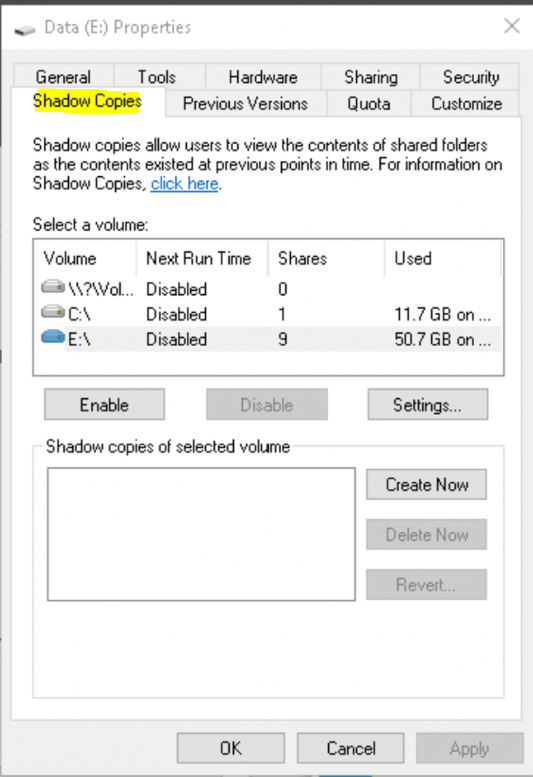 Data (E:) Properties
General Tools Hardware Sharing Security
Shadow Copies Previous Versions Quota Customize
Shadow copies allow users to view the contents of shared folders
as the contents existed at previous points in time. For information on
Shadow Copies, click here.
Select a volume:
Volume Next Run Time Shares Used
\\?\Vol... Disabled 0
C:\ Disabled 1 11.7 GB on ...
E:\ Disabled 9 50.7 GB on ...
Enable Disable Settings...
Shadow copies of selected volume
Create Now
Delete Now
Revert...
OK Cancel Apply